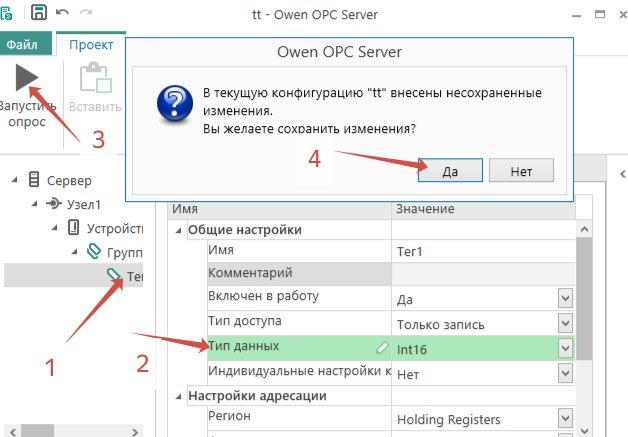 tt - Owen OPC Server
Файл
Проект
Запустить
опрос
Вставить
3
Owen OPC Server
В текущую конфигурацию "tt" внесены несохраненные
изменения.
Вы желаете сохранить изменения?
4
Да
Нет
Сервер
Узел1
Устройст
Групп
Тег
1
2
Имя
Значение
Общие настройки
Имя
Тег1
Комментарий
Включен в работу
Да
Тип доступа
Только запись
Тип данных
Int16
Индивидуальные настройки к
Нет
Настройки адресации
Регион
Holding Registers